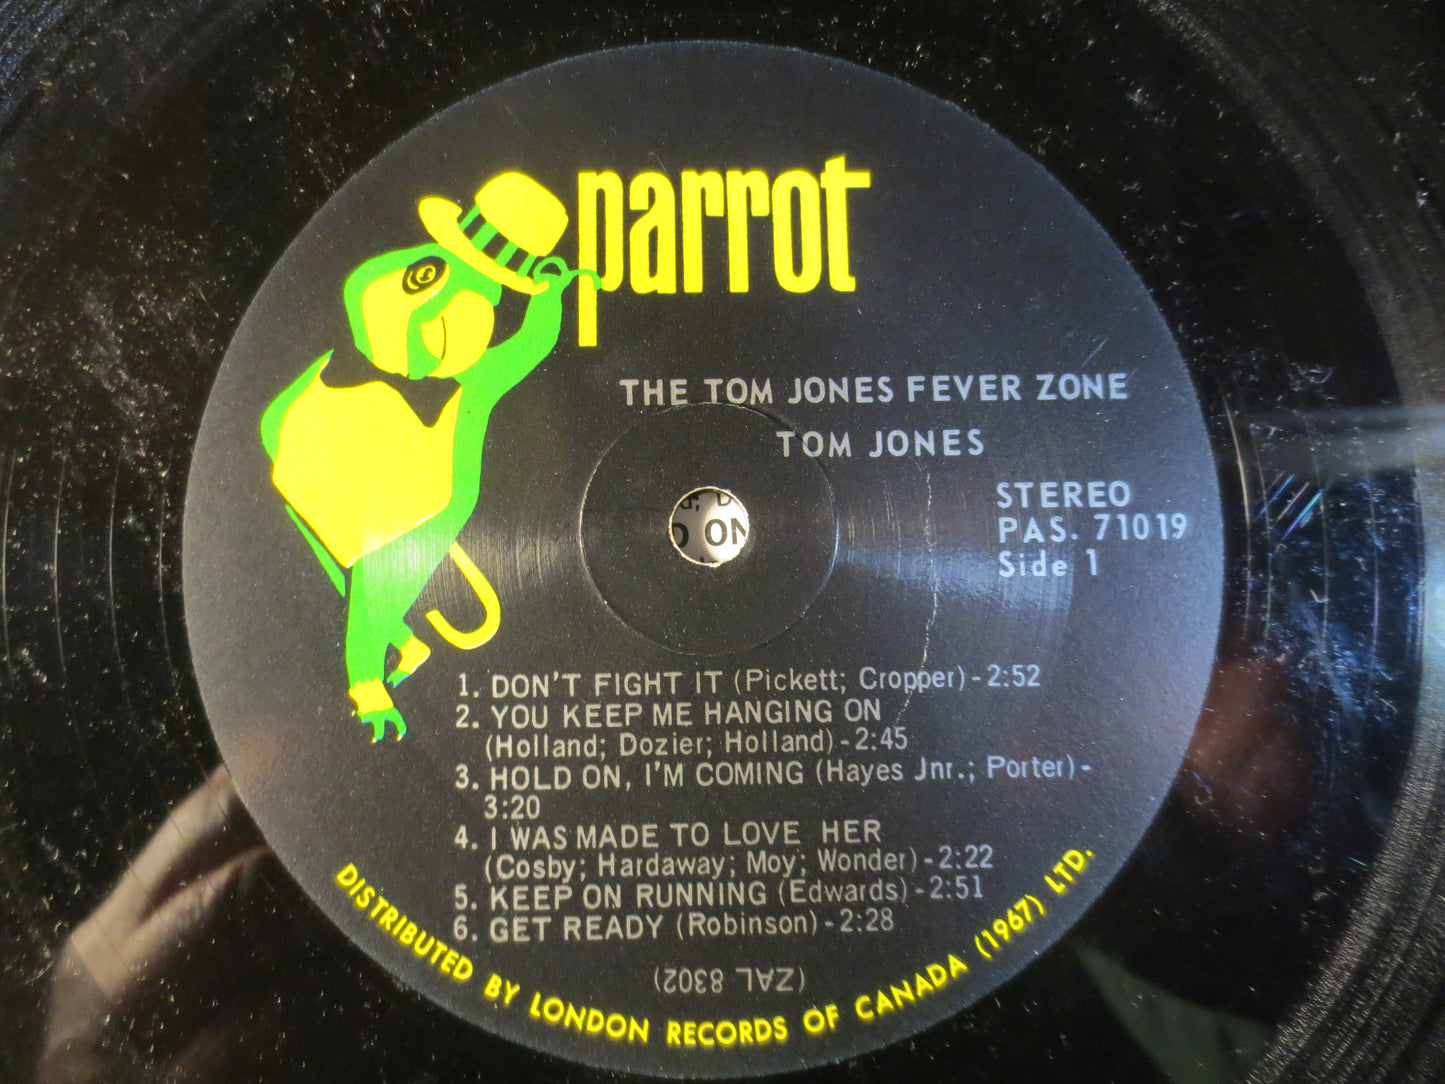 parrot
THE TOM JONES FEVER ZONE
TOM JONES
STEREO
PAS. 71019
Side 1
ON
1. DON'T FIGHT IT (Pickett; Cropper) - 2:52
2. YOU KEEP ME HANGING ON
(Holland; Dozier; Holland) - 2:45
3. HOLD ON, I'M COMING (Hayes Jnr.; Porter) -
3:20
4. I WAS MADE TO LOVE HER
(Cosby; Hardaway; Moy; Wonder) - 2:22
5. KEEP ON RUNNING (Edwards) - 2:51
6. GET READY (Robinson) - 2:28
(ZAL 8302)
DISTRIBUTED BY LONDON RECORDS OF CANADA (1967) LTD.